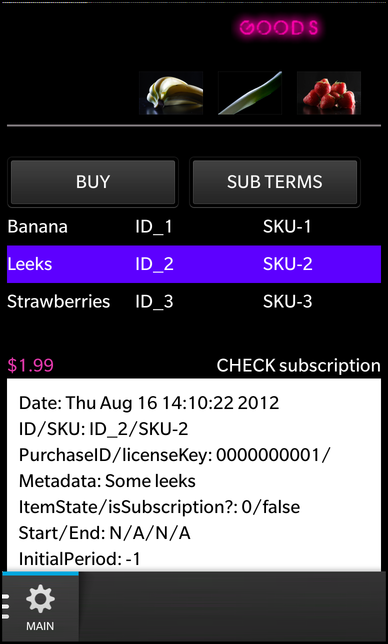 GOODS
BUY SUB TERMS
Banana ID_1 SKU-1
Leeks ID_2 SKU-2
Strawberries ID_3 SKU-3
$1.99 CHECK subscription
Date: Thu Aug 16 14:10:22 2012
ID/SKU: ID_2/SKU-2
PurchaseID/licenseKey: 0000000001/
Metadata: Some leeks
ItemState/isSubscription?: 0/false
Start/End: N/A/N/A
InitialPeriod: -1
MAIN